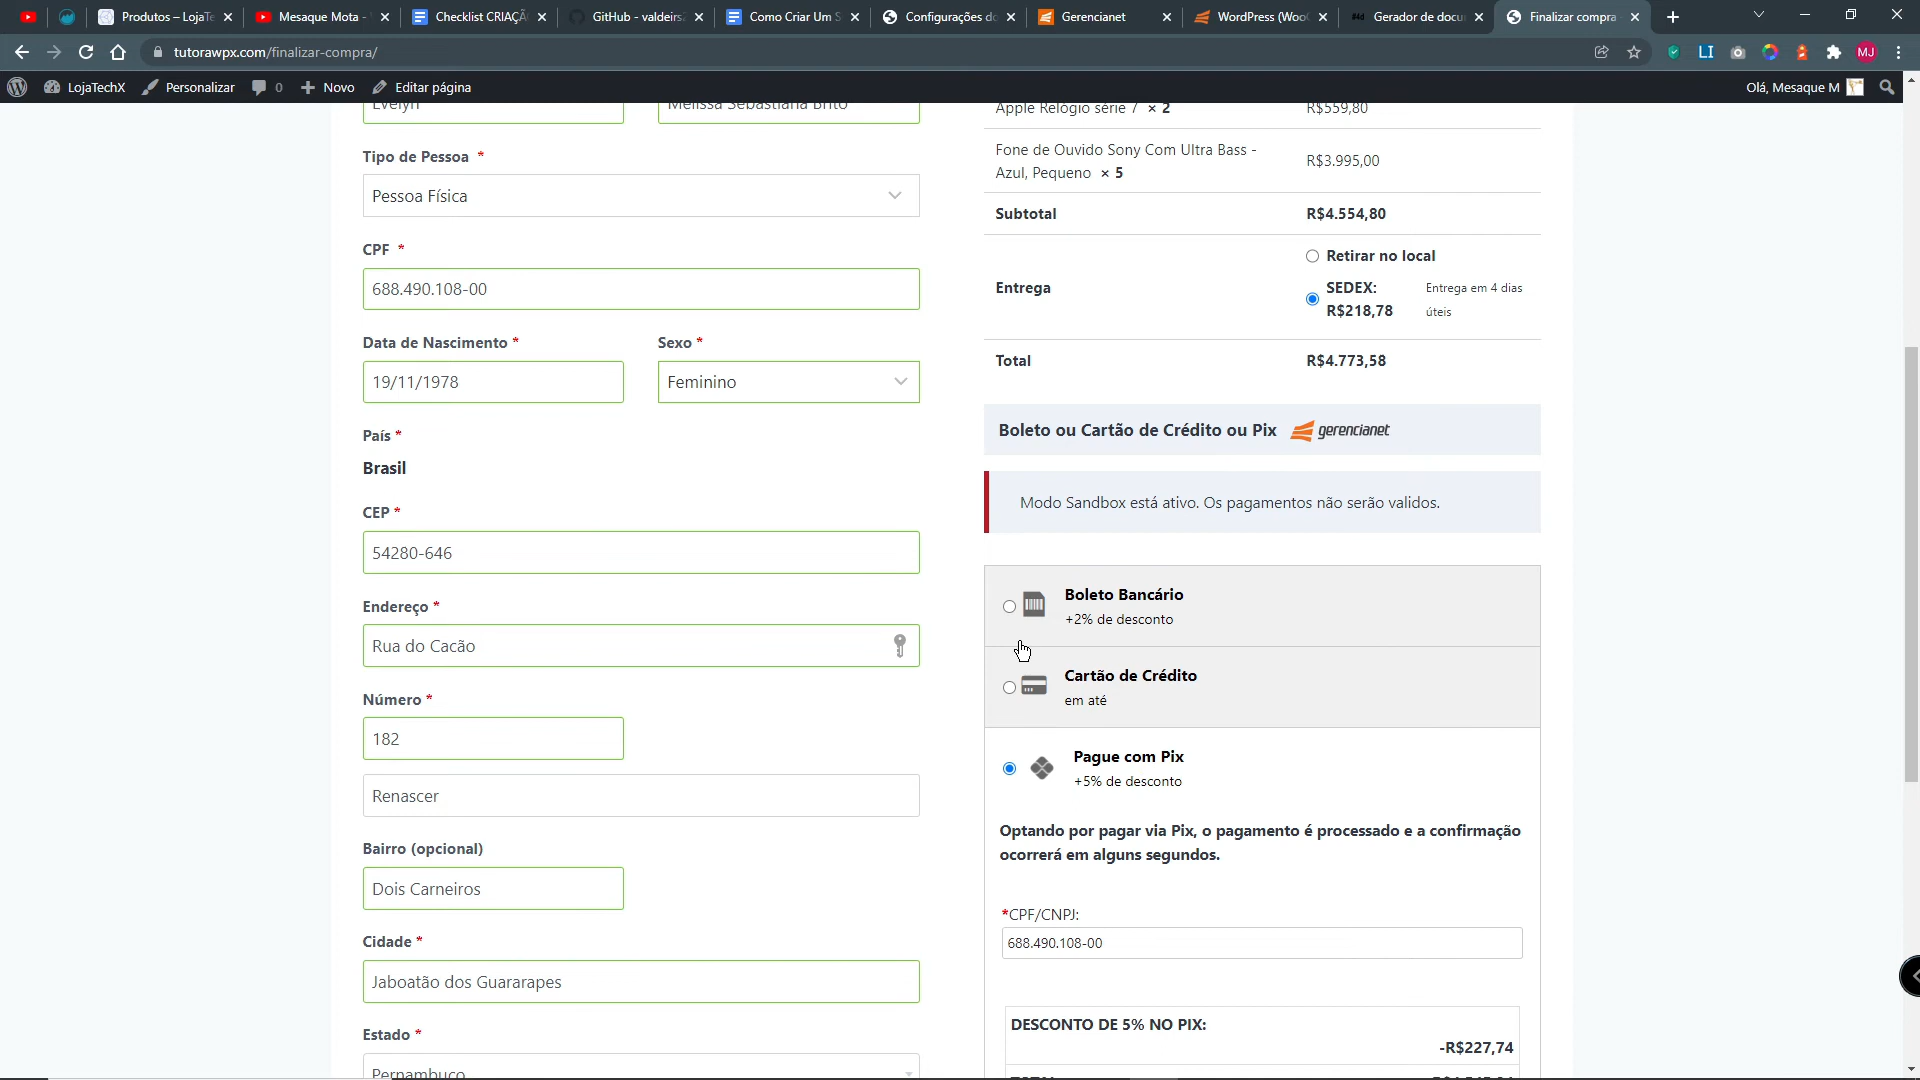 Produtos – LojaTe
Mesaque Mota -
Checklist CRIAÇÃ
GitHub - valdeirs
Como Criar Um S
Configurações do
Gerencianet
WordPress (Woo
Gerador de docu
Finalizar compra
tutorawpx.com/finalizar-compra/
LI
MJ
LojaTechX
Personalizar
0
Novo
Editar página
Olá, Mesaque M
Evelyn
Melissa Sebastiana Brito
Tipo de Pessoa *
Pessoa Física
CPF *
688.490.108-00
Data de Nascimento *
Sexo *
19/11/1978
Feminino
País *
Brasil
CEP *
54280-646
Endereço *
Rua do Cacão
Número *
182
Renascer
Bairro (opcional)
Dois Carneiros
Cidade *
Jaboatão dos Guararapes
Estado *
Pernambuco
Apple Relogio série 7 × 2
R$559,80
Fone de Ouvido Sony Com Ultra Bass -
Azul, Pequeno × 5
R$3.995,00
Subtotal
R$4.554,80
Entrega
Retirar no local
SEDEX:
R$218,78
Entrega em 4 dias
úteis
Total
R$4.773,58
Boleto ou Cartão de Crédito ou Pix
gerencianet
Modo Sandbox está ativo. Os pagamentos não serão validos.
Boleto Bancário
+2% de desconto
Cartão de Crédito
em até
Pague com Pix
+5% de desconto
Optando por pagar via Pix, o pagamento é processado e a confirmação
ocorrerá em alguns segundos.
*CPF/CNPJ:
688.490.108-00
DESCONTO DE 5% NO PIX:
-R$227,74